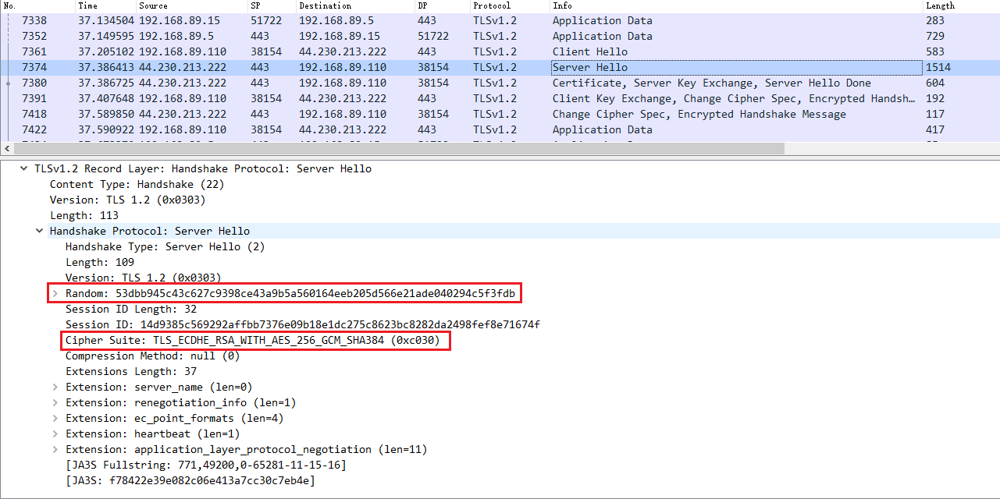 No. Time Source SP Destination DP Protocol Info Length
7338 37.134504 192.168.89.15 51722 192.168.89.5 443 TLSv1.2 Application Data 283
7352 37.149595 192.168.89.5 443 192.168.89.15 51722 TLSv1.2 Application Data 729
7361 37.205102 192.168.89.110 38154 44.230.213.222 443 TLSv1.2 Client Hello 583
7374 37.386413 44.230.213.222 443 192.168.89.110 38154 TLSv1.2 Server Hello 1514
7380 37.386725 44.230.213.222 443 192.168.89.110 38154 TLSv1.2 Certificate, Server Key Exchange, Server Hello Done 604
7391 37.407648 192.168.89.110 38154 44.230.213.222 443 TLSv1.2 Client Key Exchange, Change Cipher Spec, Encrypted Handsh… 192
7418 37.589850 44.230.213.222 443 192.168.89.110 38154 TLSv1.2 Change Cipher Spec, Encrypted Handshake Message 117
7422 37.590922 192.168.89.110 38154 44.230.213.222 443 TLSv1.2 Application Data 417
TLSv1.2 Record Layer: Handshake Protocol: Server Hello
Content Type: Handshake (22)
Version: TLS 1.2 (0x0303)
Length: 113
Handshake Protocol: Server Hello
Handshake Type: Server Hello (2)
Length: 109
Version: TLS 1.2 (0x0303)
Random: 53dbb945c43c627c9398ce43a9b5a560164eeb205d566e21ade040294c5f3fdb
Session ID Length: 32
Session ID: 14d9385c569292affbb7376e09b18e1dc275c8623bc8282da2498fef8e71674f
Cipher Suite: TLS_ECDHE_RSA_WITH_AES_256_GCM_SHA384 (0xc030)
Compression Method: null (0)
Extensions Length: 37
Extension: server_name (len=0)
Extension: renegotiation_info (len=1)
Extension: ec_point_formats (len=4)
Extension: heartbeat (len=1)
Extension: application_layer_protocol_negotiation (len=11)
[JA3S Fullstring: 771,49200,0-65281-11-15-16]
[JA3S: f78422e39e082c06e413a7cc30c7eb4e]